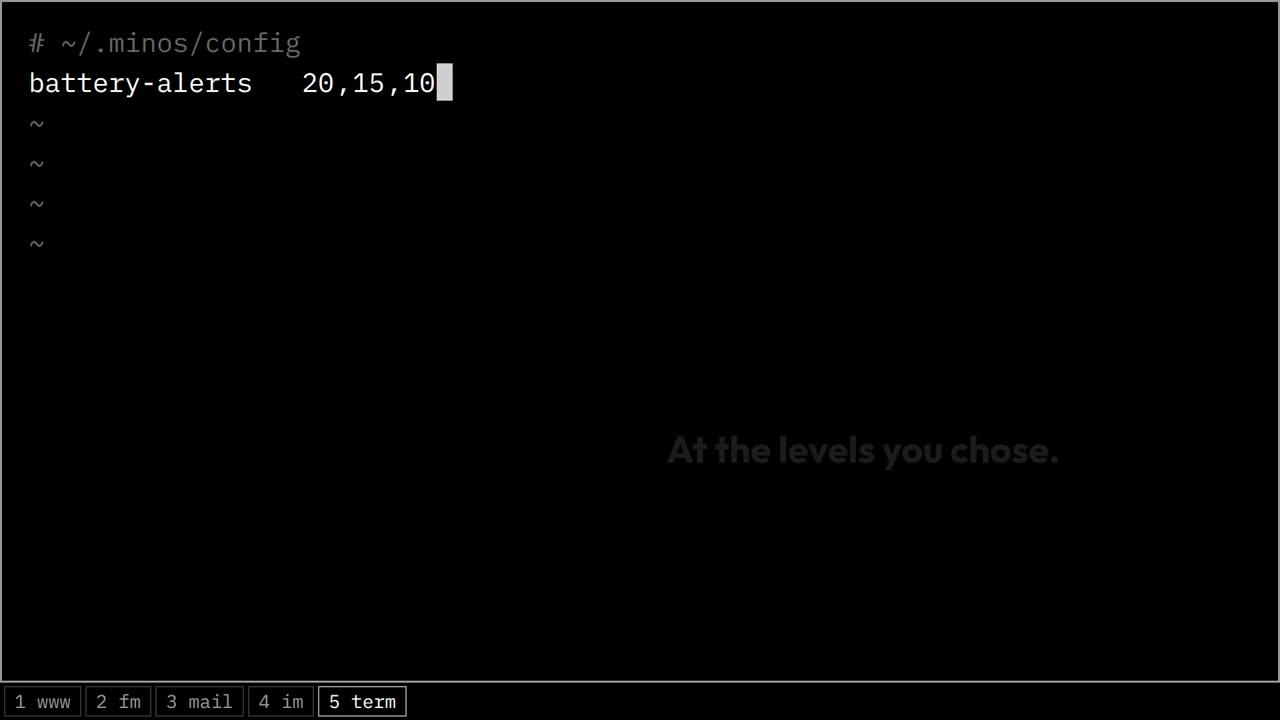 # ~/.minos/config
battery-alerts   20,15,10
~
~
~
~
At the levels you chose.
1 www 2 fm 3 mail 4 im 5 term